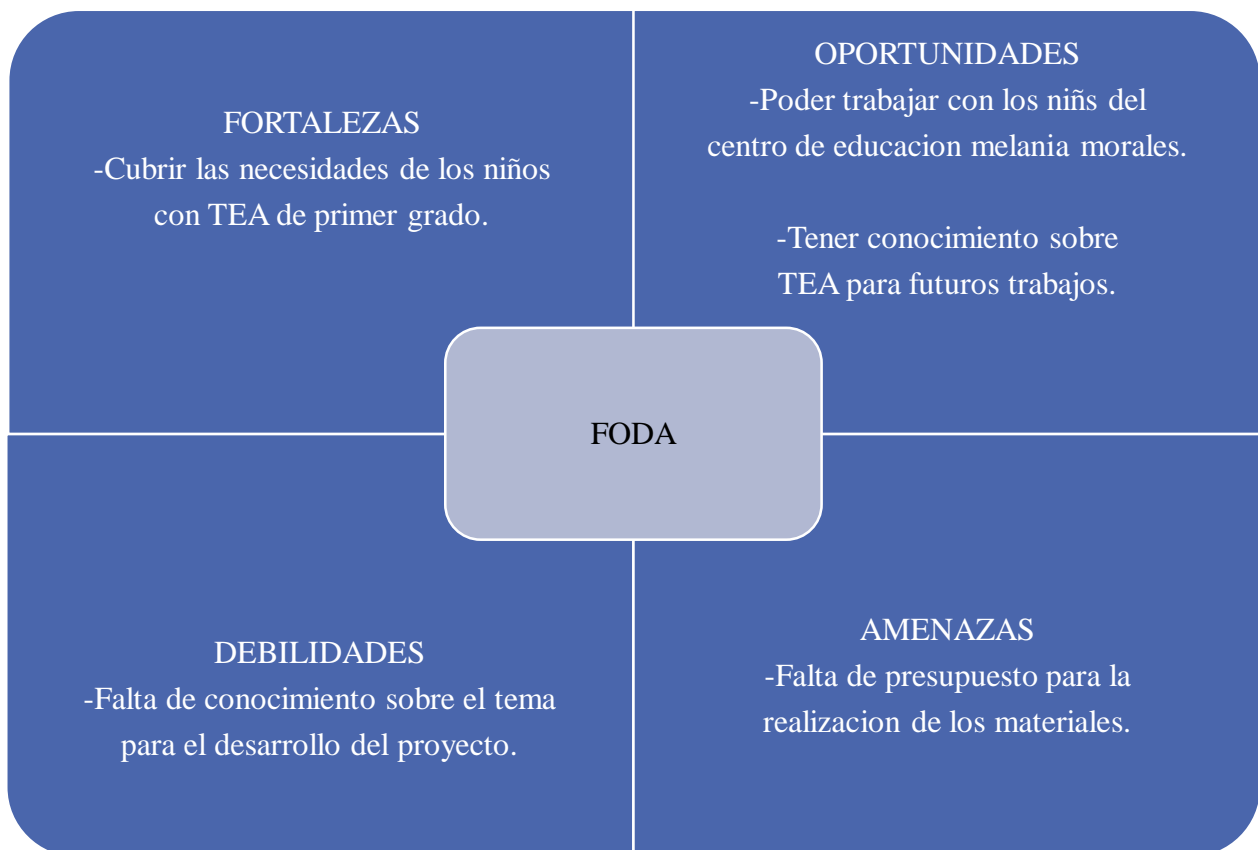 FORTALEZAS
-Cubrir las necesidades de los niños
con TEA de primer grado.
OPORTUNIDADES
-Poder trabajar con los niñs del
centro de educacion melania morales.
-Tener conocimiento sobre
TEA para futuros trabajos.
FODA
DEBILIDADES
-Falta de conocimiento sobre el tema
para el desarrollo del proyecto.
AMENAZAS
-Falta de presupuesto para la
realizacion de los materiales.